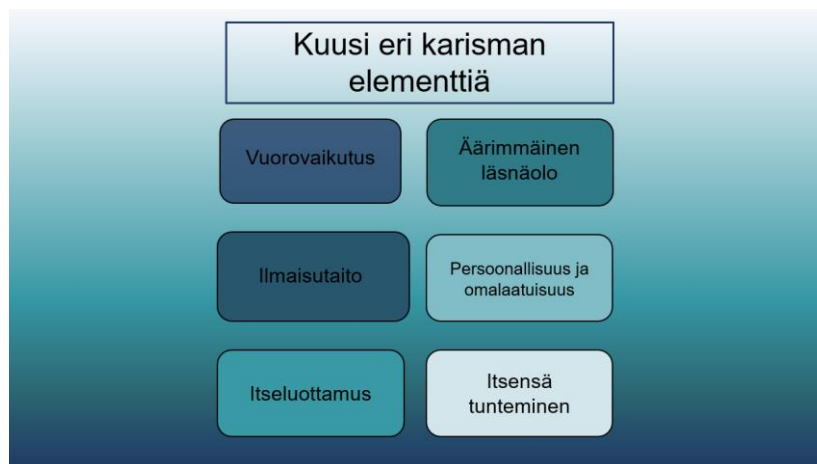 Kuusi eri karisman
elementtiä
Vuorovaikutus
Äärimmäinen
läsnäolo
Ilmaisutaito
Persoonallisuus ja
omalaatuisuus
Itseluottamus
Itsensä
tunteminen